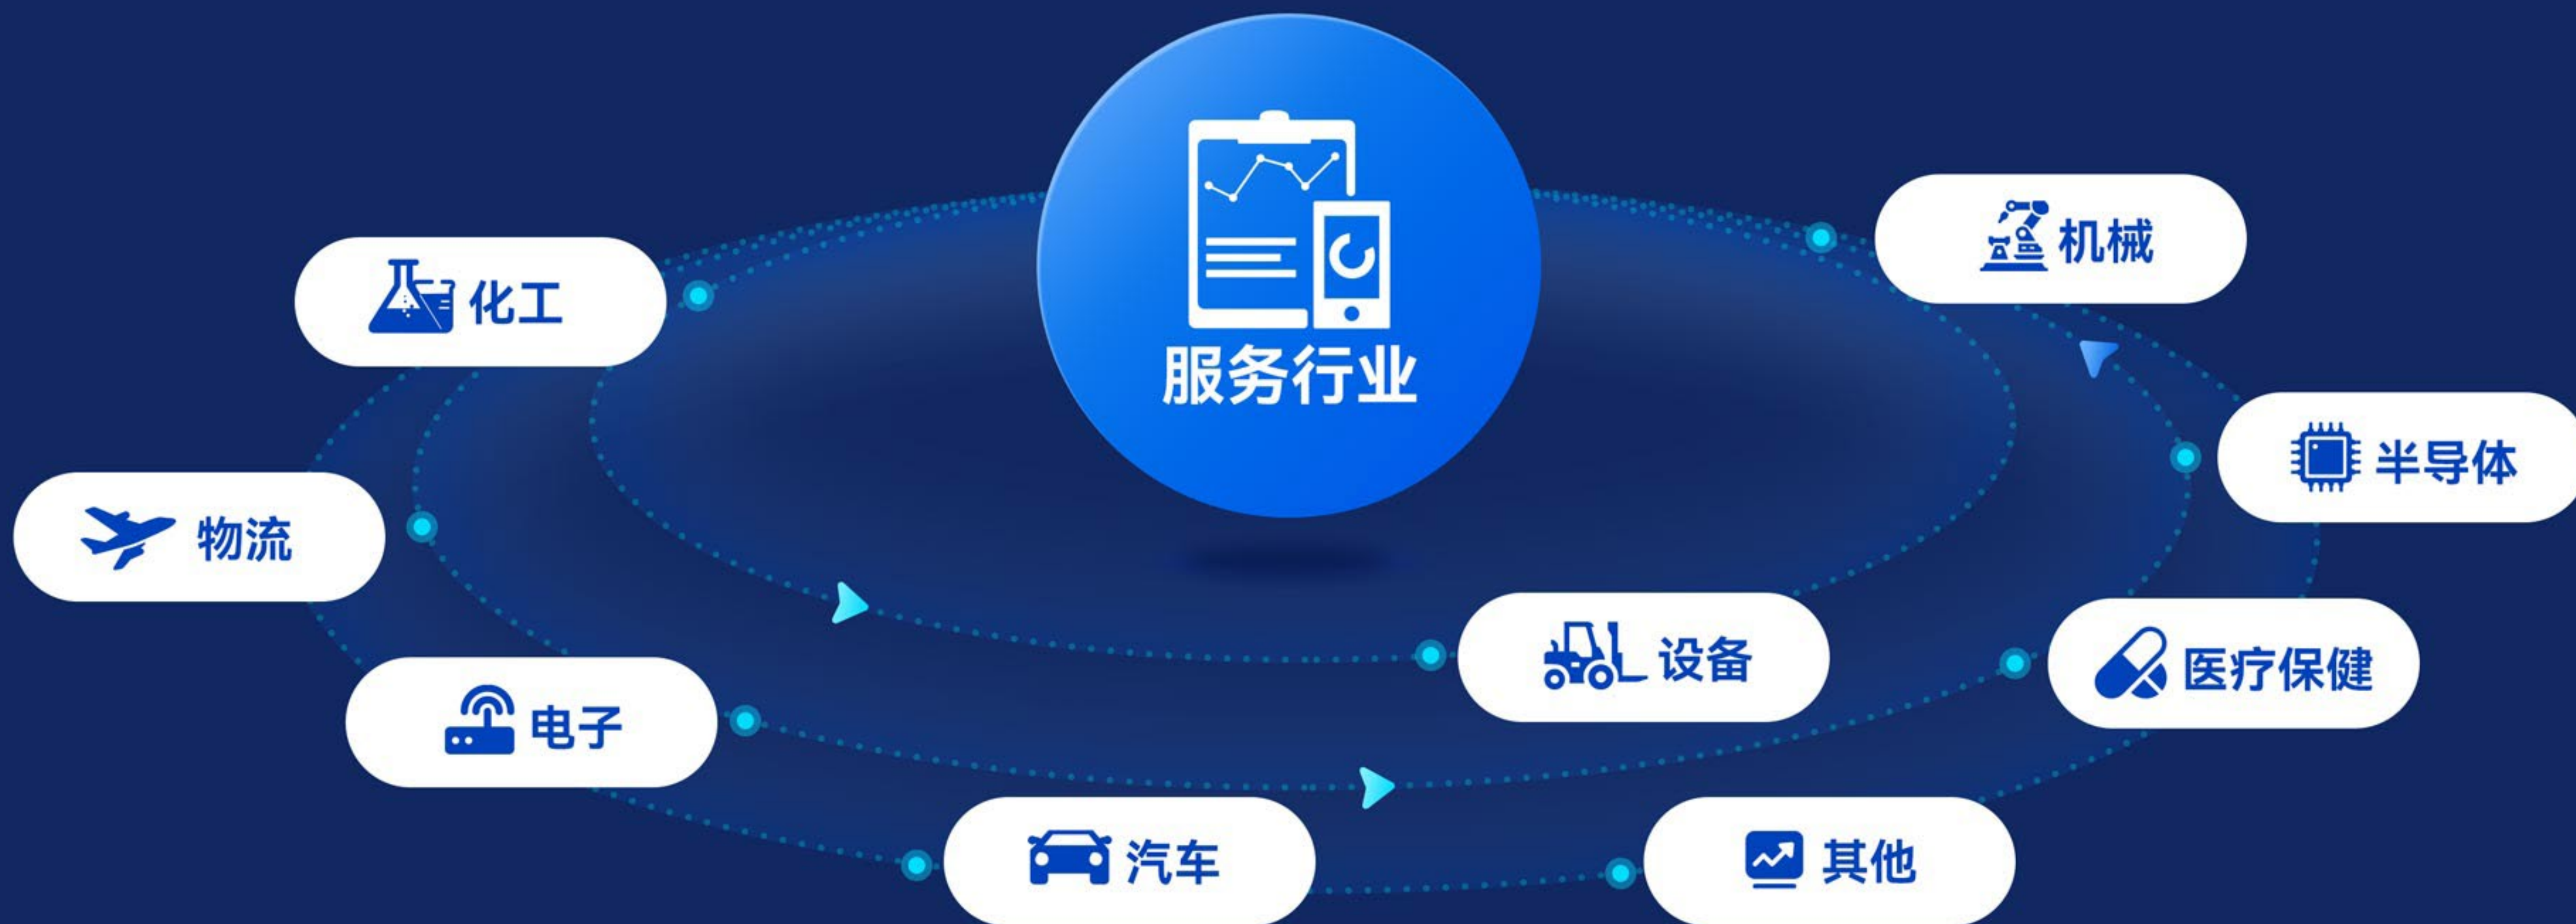 服务行业
机械
化工
半导体
物流
设备
医疗保健
电子
汽车
其他